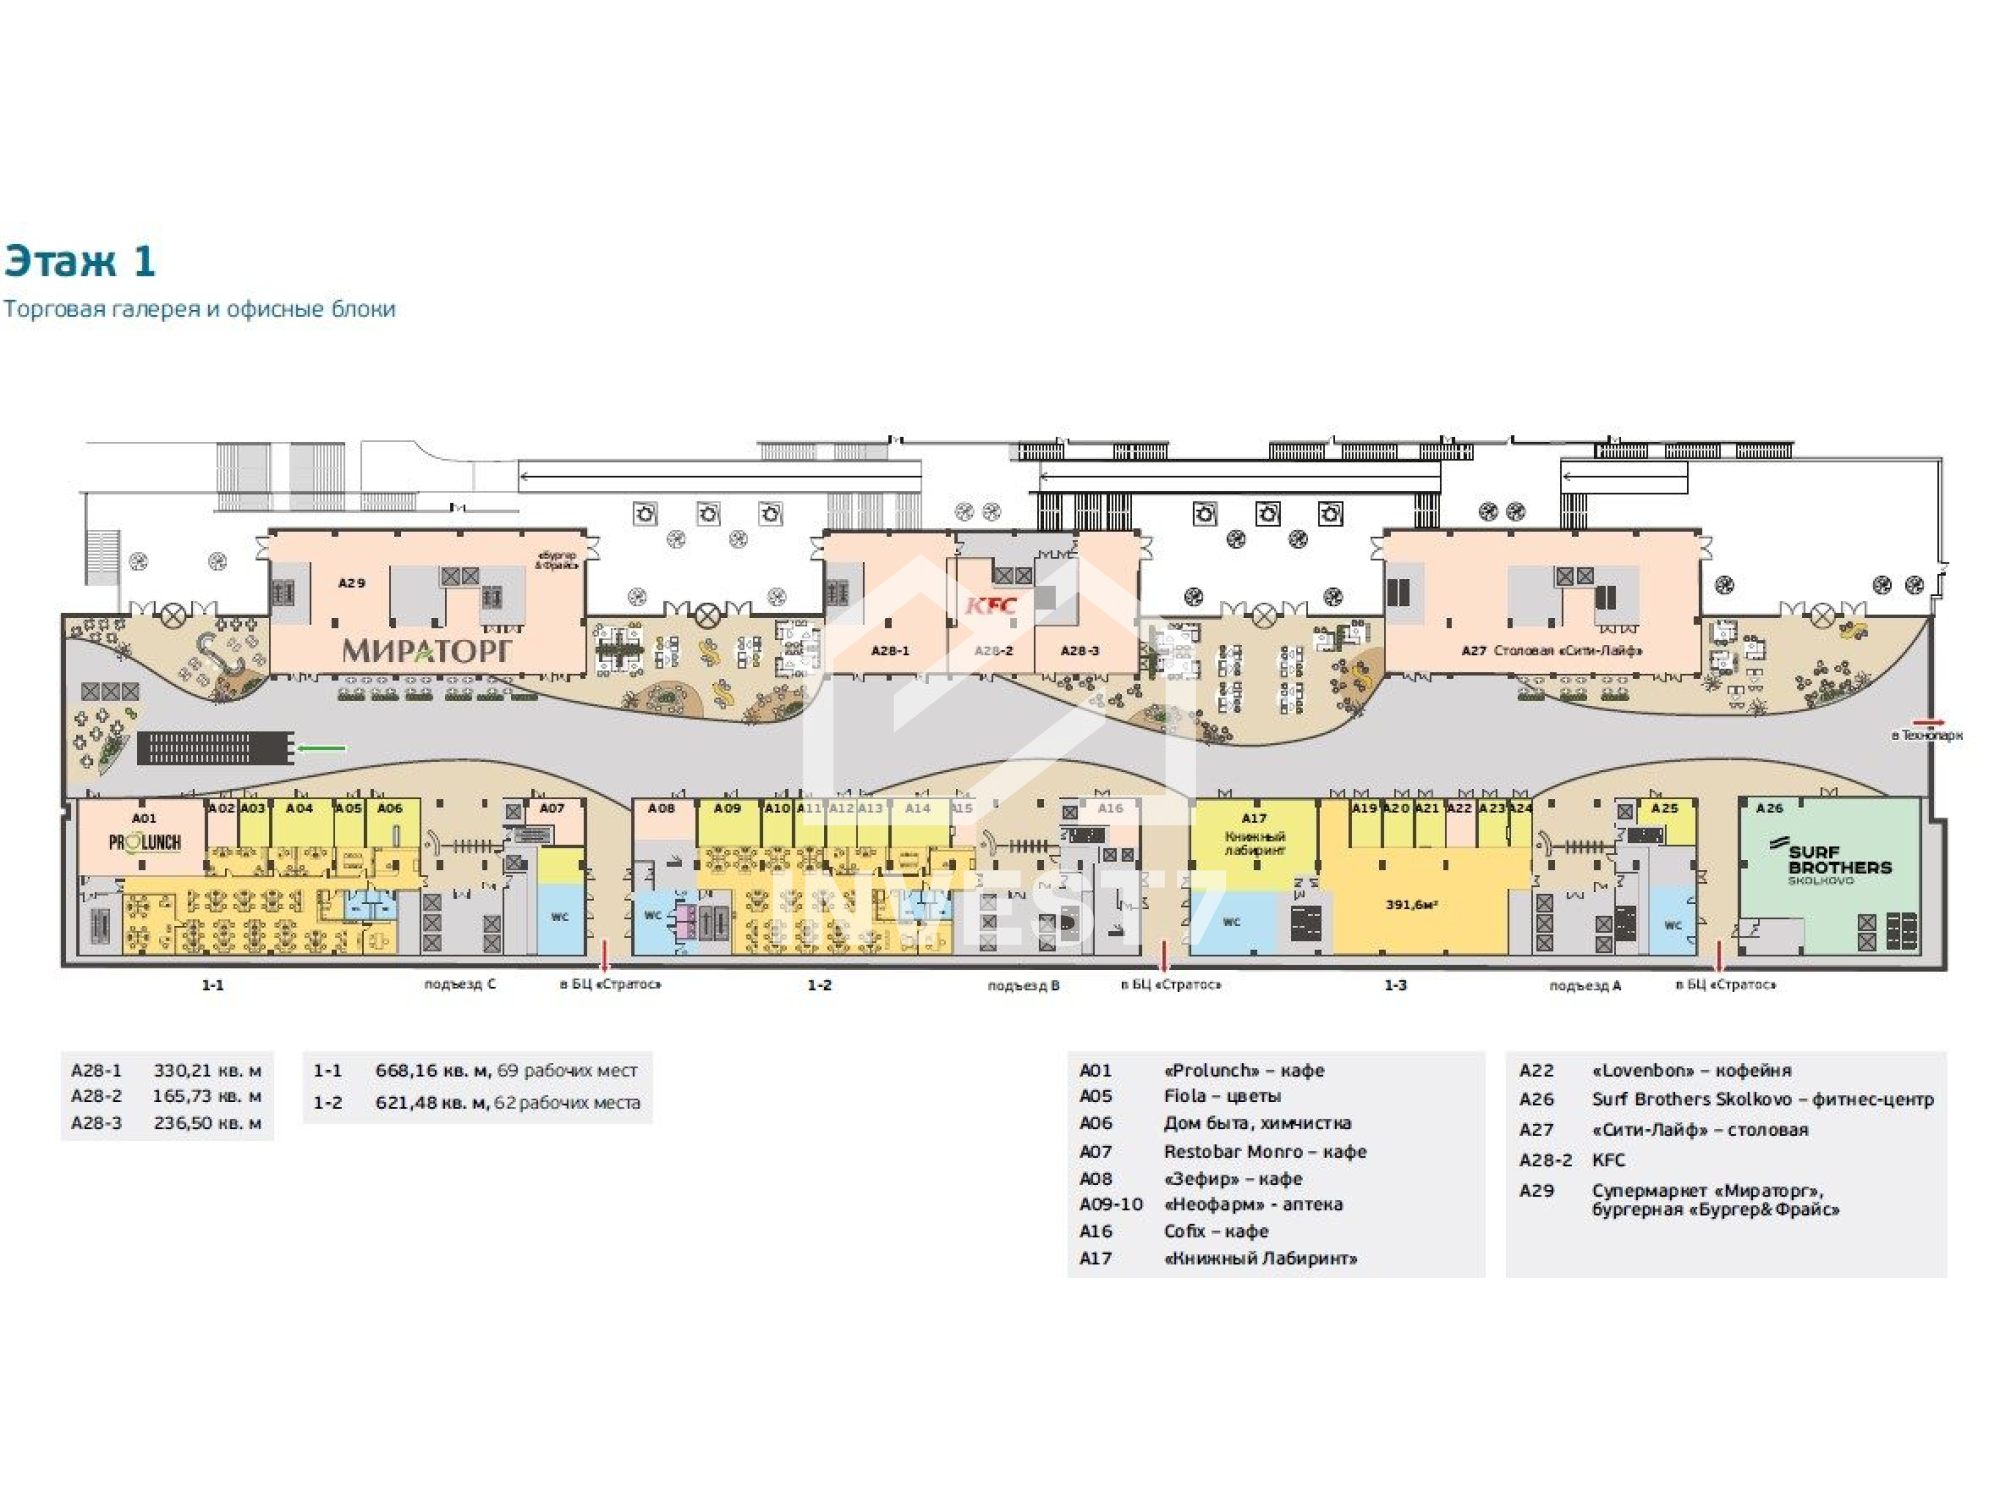 Этаж 1
Торговая галерея и офисные блоки
«Бургер
& Фрайс»
A29
МИРАТОРГ
KFC
A28-1
A28-2
A28-3
A27 Столовая «Сити-Лайф»
в Технопарк
A01
PROLUNCH
A02
A03
A04
A05
A06
A07
A08
A09
A10
A11
A12
A13
A14
A15
A16
A17
Книжный
лабиринт
A19
A20
A21
A22
A23
A24
A25
A26
SURF
BROTHERS
SKOLKOVO
391,6м²
WC
WC
WC
WC
INVEST7
1-1
подъезд C
в БЦ «Стратос»
1-2
подъезд B
в БЦ «Стратос»
1-3
подъезд A
в БЦ «Стратос»
A28-1 330,21 кв. м
A28-2 165,73 кв. м
A28-3 236,50 кв. м
1-1 668,16 кв. м, 69 рабочих мест
1-2 621,48 кв. м, 62 рабочих места
A01 «Prolunch» – кафе
A05 Fiola – цветы
A06 Дом быта, химчистка
A07 Restobar Monro – кафе
A08 «Зефир» – кафе
A09-10 «Неофарм» - аптека
A16 Cofix – кафе
A17 «Книжный Лабиринт»
A22 «Lovenbon» – кофейня
A26 Surf Brothers Skolkovo – фитнес-центр
A27 «Сити-Лайф» – столовая
A28-2 KFC
A29 Супермаркет «Мираторг»,
бургерная «Бургер&Фрайс»